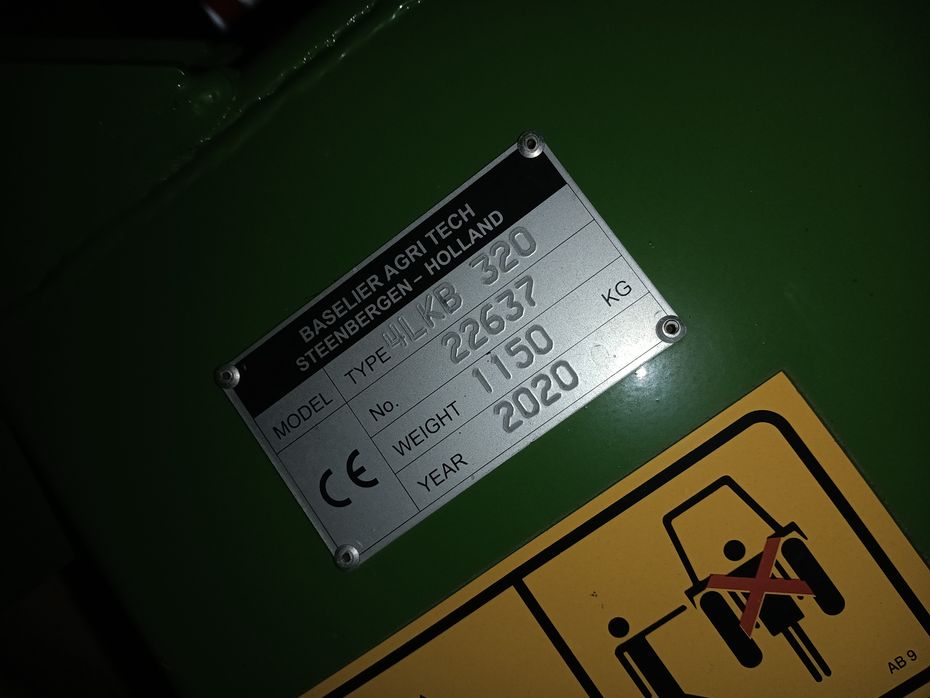 BASELIER AGRI TECH
STEENBERGEN - HOLLAND
MODEL TYPE 4LKB 320
No. 22637
WEIGHT 1150 KG
YEAR 2020
CE
AB 9